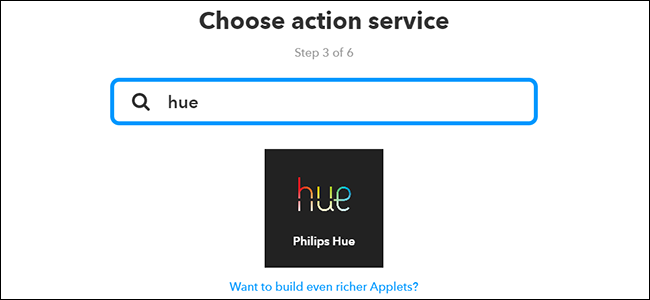 Choose action service
Step 3 of 6
hue
hue
Philips Hue
Want to build even richer Applets?